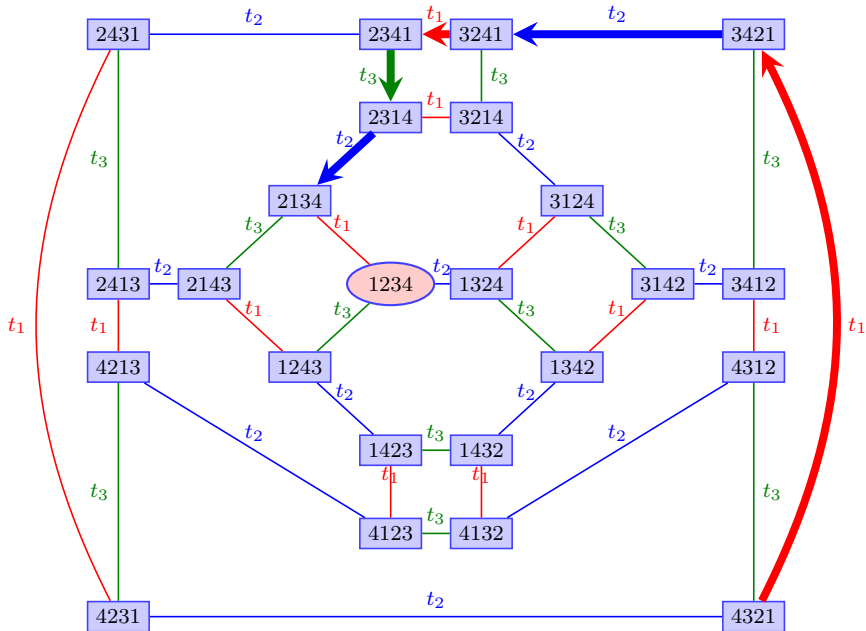 t₂ t₁ t₂
2431 2341 3241 3421
t₃ t₃
t₁
2314 3214
t₂ t₂
t₃ t₃
2134 3124
t₃ t₁ t₁ t₃
t₂ t₂ t₂
2413 2143 1234 1324 3142 3412
t₁ t₁ t₁ t₃ t₃ t₁ t₁ t₁
4213 1243 1342 4312
t₂ t₂
t₂ t₃ t₂
1423 1432
t₁ t₁
t₃ t₃
t₃
4123 4132
t₂
4231 4321